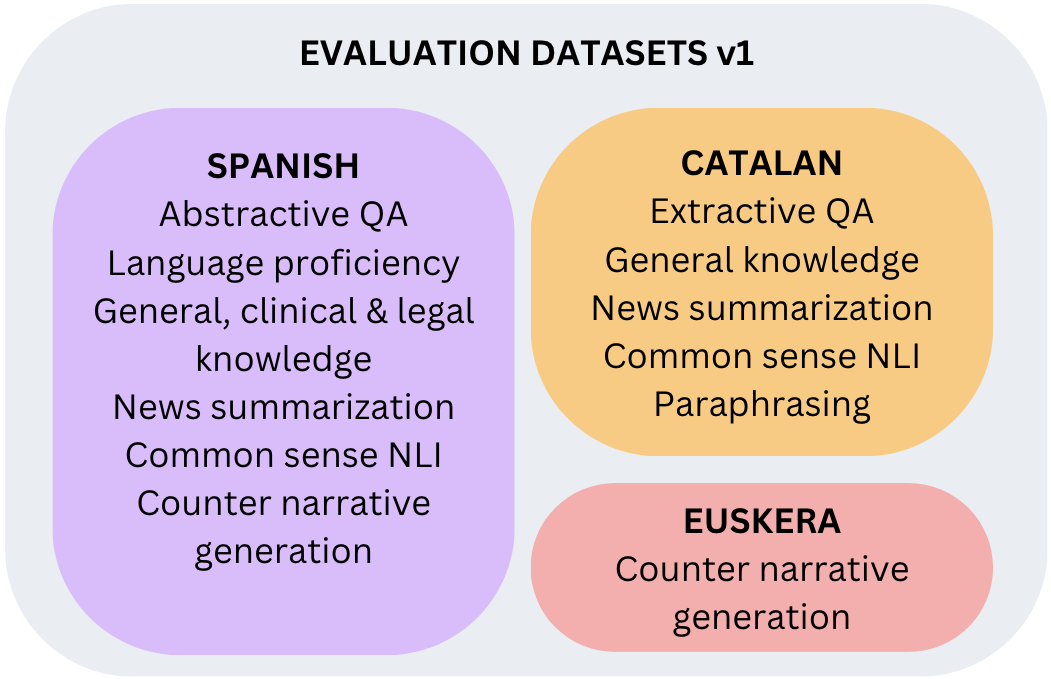 EVALUATION DATASETS v1
SPANISH
Abstractive QA
Language proficiency
General, clinical & legal
knowledge
News summarization
Common sense NLI
Counter narrative
generation
CATALAN
Extractive QA
General knowledge
News summarization
Common sense NLI
Paraphrasing
EUSKERA
Counter narrative
generation